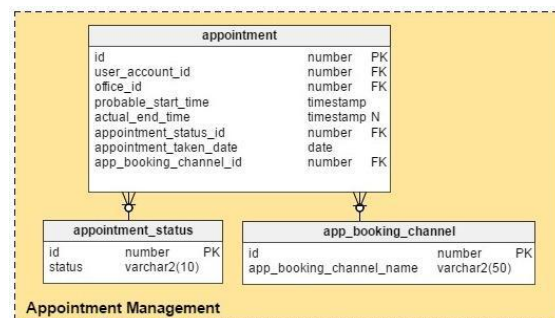 appointment
id number PK
user_account_id number FK
office_id number FK
probable_start_time timestamp
actual_end_time timestamp N
appointment_status_id number FK
appointment_taken_date date
app_booking_channel_id number FK
appointment_status
id number PK
status varchar2(10)
app_booking_channel
id number PK
app_booking_channel_name varchar2(50)
Appointment Management